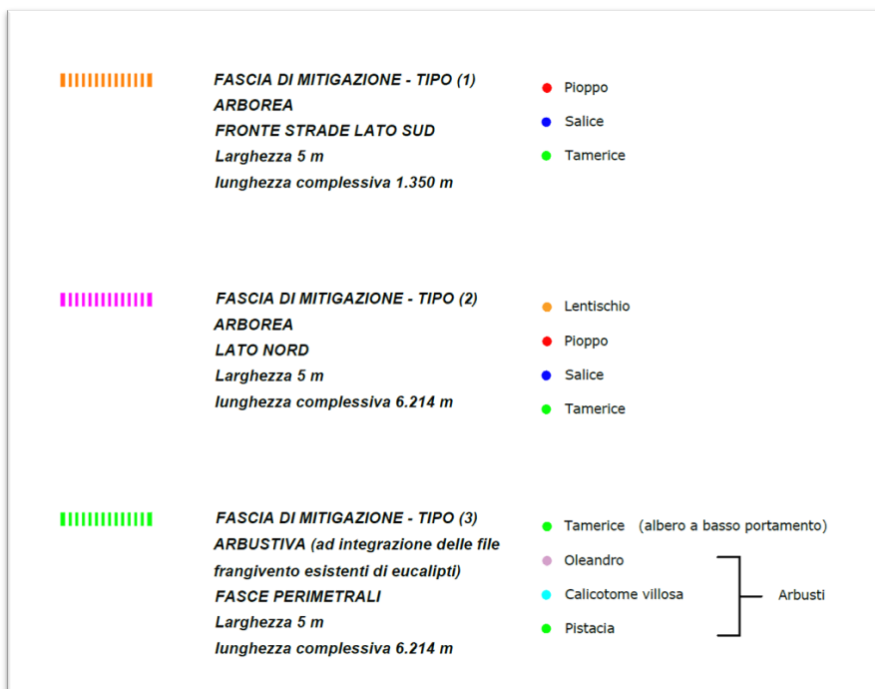 FASCIA DI MITIGAZIONE - TIPO (1)
ARBOREA
FRONTE STRADE LATO SUD
Larghezza 5 m
lunghezza complessiva 1.350 m
Pioppo
Salice
Tamerice
FASCIA DI MITIGAZIONE - TIPO (2)
ARBOREA
LATO NORD
Larghezza 5 m
lunghezza complessiva 6.214 m
Lentischio
Pioppo
Salice
Tamerice
FASCIA DI MITIGAZIONE - TIPO (3)
ARBUSTIVA (ad integrazione delle file
frangivento esistenti di eucalipti)
FASCE PERIMETRALI
Larghezza 5 m
lunghezza complessiva 6.214 m
Tamerice (albero a basso portamento)
Oleandro
Calicotome villosa
Pistacia
Arbusti